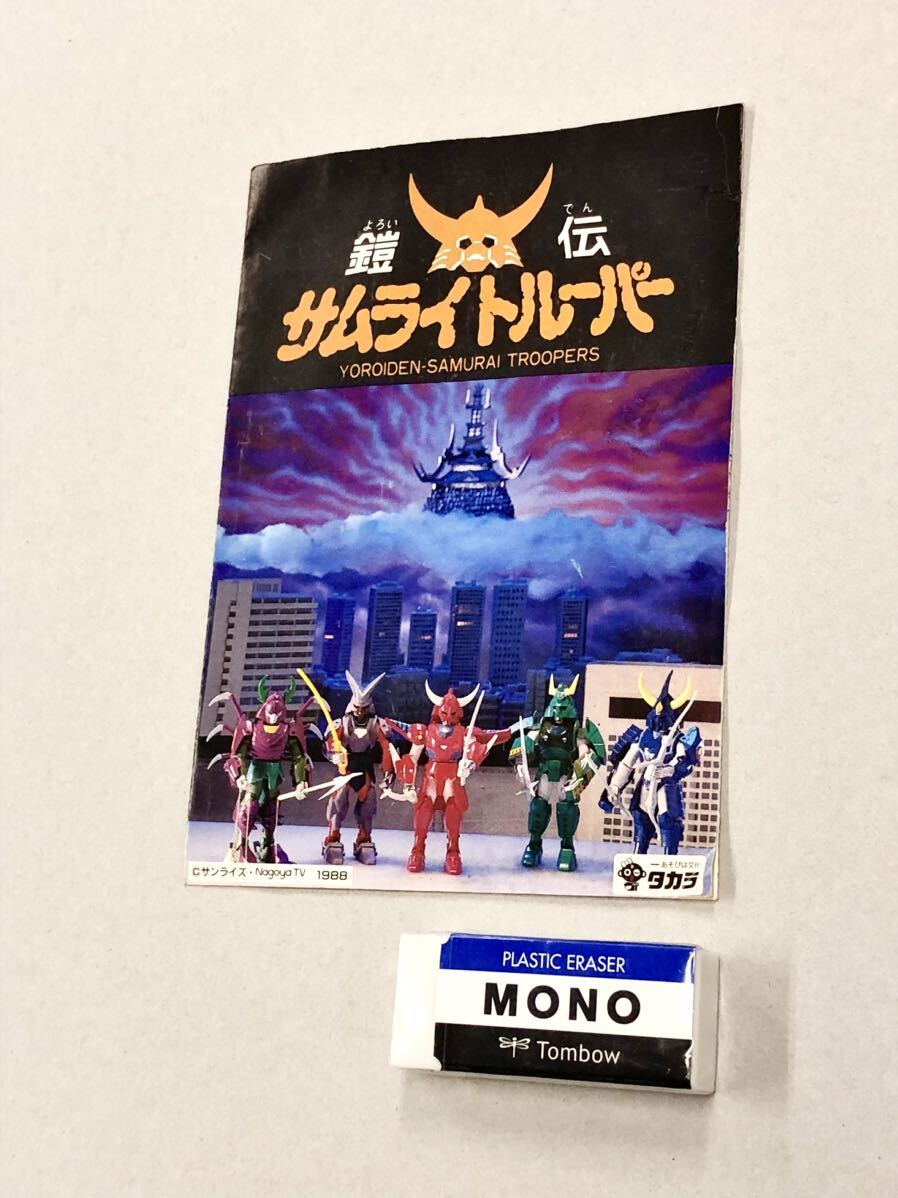 よろい でん
鎧 伝
サムライトルーパー
YOROIDEN-SAMURAI TROOPERS
©サンライズ・Nagoya TV 1988
あそびは文化
タカラ
PLASTIC ERASER
MONO
Tombow